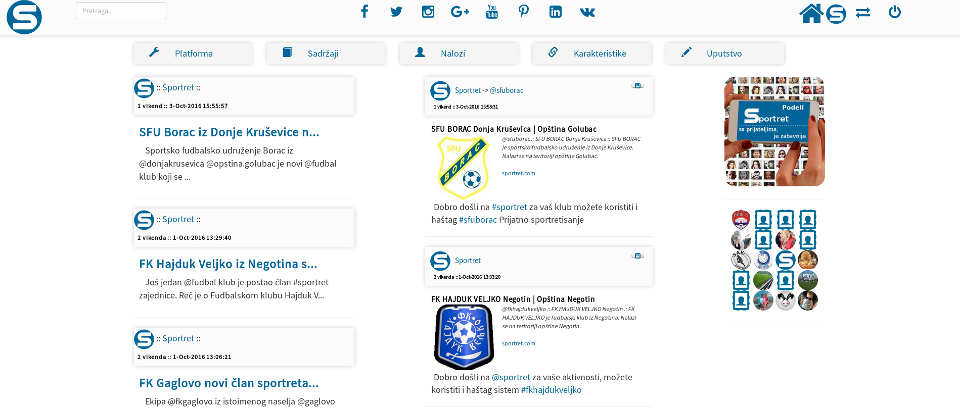 Pretraga...
Platforma
Sadržaji
Nalozi
Karakteristike
Uputstvo
:: Sportret ::
1 vikend :: 3-Oct-2016 15:55:57
SFU Borac iz Donje Kruševice n...
Sportsko fudbalsko udruženje Borac iz
@donjakrusevica @opstina.golubac je novi @fudbal
klub koji se ...
:: Sportret ::
2 vikenda :: 1-Oct-2016 13:29:40
FK Hajduk Veljko iz Negotina s...
Još jedan @fudbal klub je postao član #sportret
zajednice. Reč je o Fudbalskom klubu Hajduk V...
:: Sportret ::
2 vikenda :: 1-Oct-2016 13:06:21
FK Gaglovo novi član sportreta...
Ekipa @fkgaglovo iz istoimenog naselja @gaglovo
Sportret -> @sfuborac
1 vikend :: 3-Oct-2016 15:58:31
SFU BORAC Donja Kruševica | Opština Golubac
@sfuborac :: SFU BORAC Donja Kruševica :: SFU BORAC
je sportsko fudbalsko udruženje iz Donje Kruševice.
Nalazi se na teritoriji opštine Golubac.
sportret.com
SFU
BORAC
Dobro došli na #sportret za vaš klub možete koristiti i
haštag #sfuborac Prijatno sportretisanje
Sportret
2 vikenda :: 1-Oct-2016 13:33:20
FK HAJDUK VELJKO Negotin | Opština Negotin
@fkhajdukveljko :: FK HAJDUK VELJKO Negotin :: FK
HAJDUK VELJKO je fudbalski klub iz Negotina. Nalazi
se na teritoriji opštine Negotin.
sportret.com
Dobro došli na @sportret za vaše aktivnosti, možete
koristiti i haštag sistem #fkhajdukveljko
Podeli
Sportret
sa prijateljima,
je zabavnije